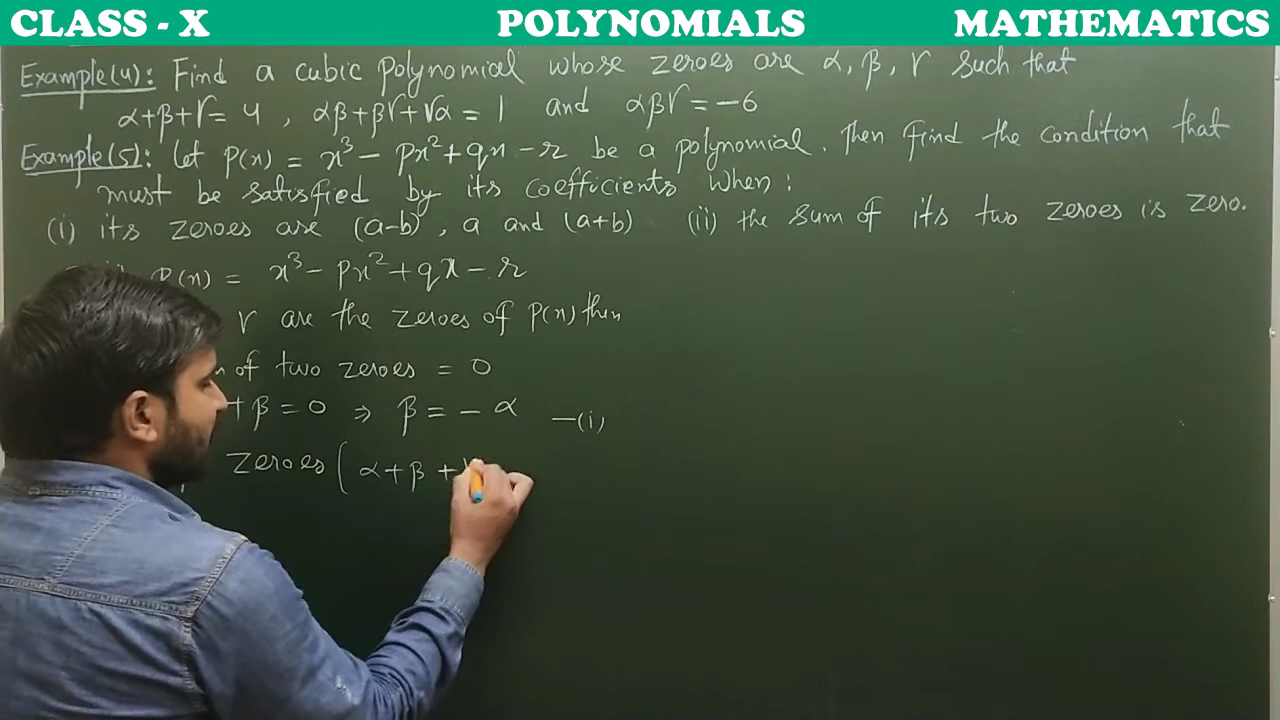 CLASS - X POLYNOMIALS MATHEMATICS
Example(4): Find a cubic polynomial whose zeroes are α, β, γ such that
α+β+γ= 4 , αβ+βγ+γα = 1 and αβγ = -6
Example(5): Let P(x) = x³ - px² + qx - r be a polynomial. Then find the condition that
must be satisfied by its coefficients when:
(i) its zeroes are (a-b), a and (a+b) (ii) the sum of its two zeroes is zero.
P(x) = x³ - px² + qx - r
γ are the zeroes of P(x) then
of two zeroes = 0
+ β = 0 ⇒ β = - α -(i)
zeroes ( α + β +